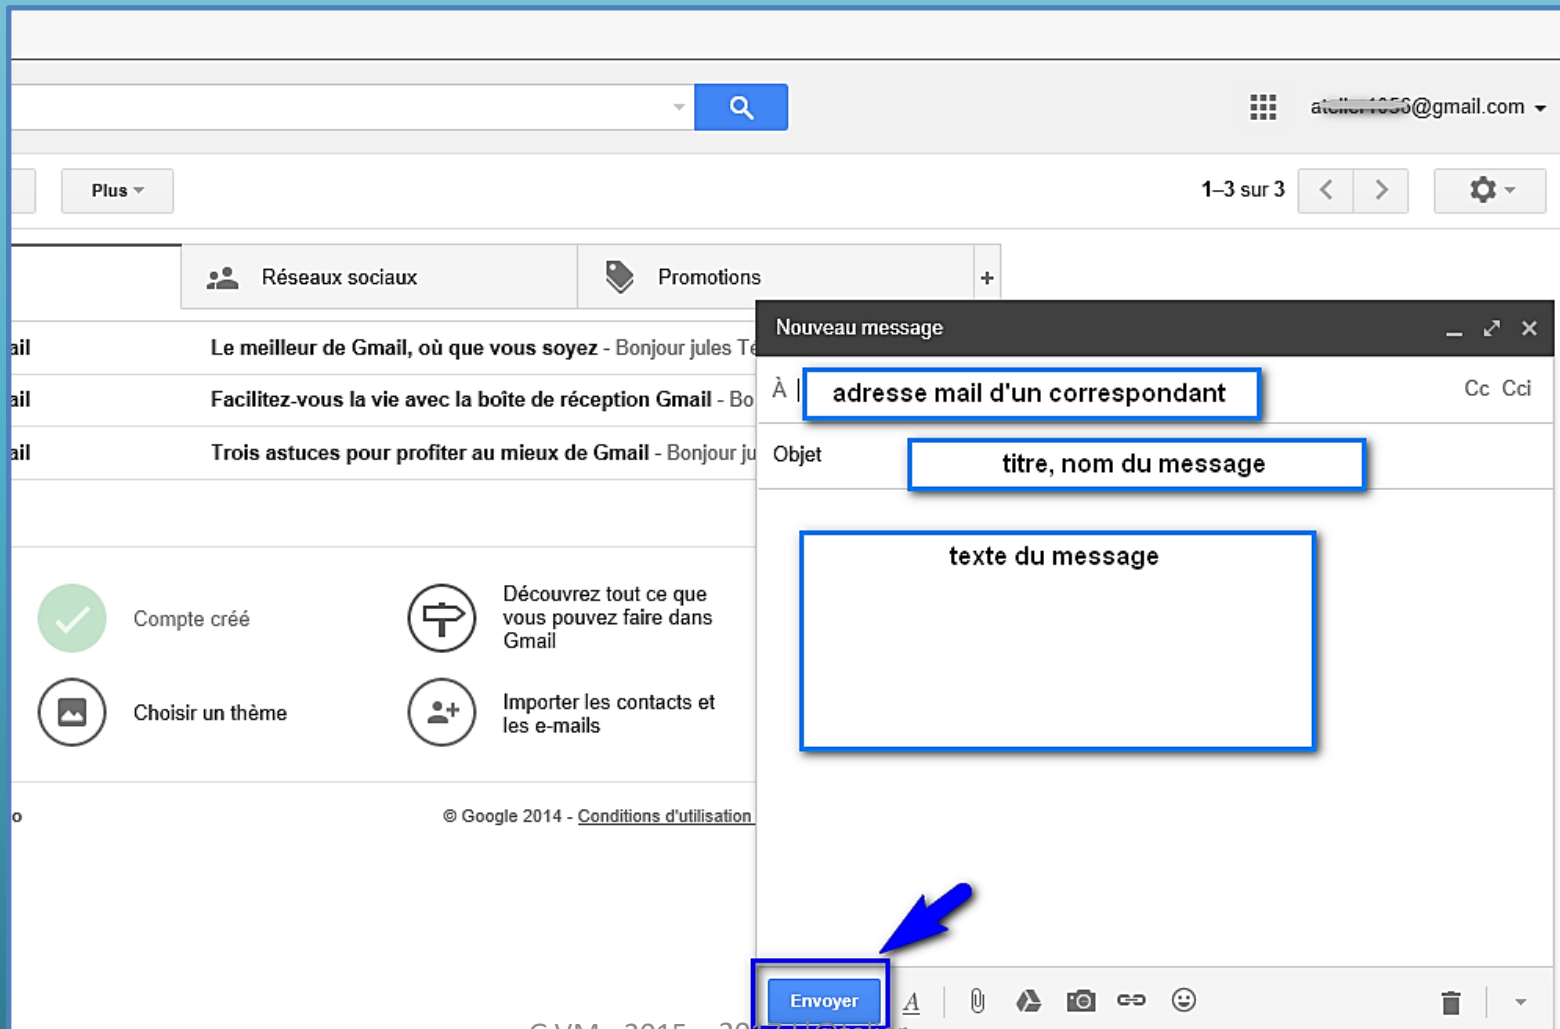 @gmail.com
Plus
1–3 sur 3
Réseaux sociaux
Promotions
+
Nouveau message
ail
Le meilleur de Gmail, où que vous soyez - Bonjour jules
À
adresse mail d'un correspondant
Cc Cci
ail
Facilitez-vous la vie avec la boîte de réception Gmail - Bo
ail
Trois astuces pour profiter au mieux de Gmail - Bonjour ju
Objet
titre, nom du message
texte du message
Compte créé
Découvrez tout ce que
vous pouvez faire dans
Gmail
Choisir un thème
Importer les contacts et
les e-mails
o
© Google 2014 - Conditions d'utilisation
Envoyer
A
2015